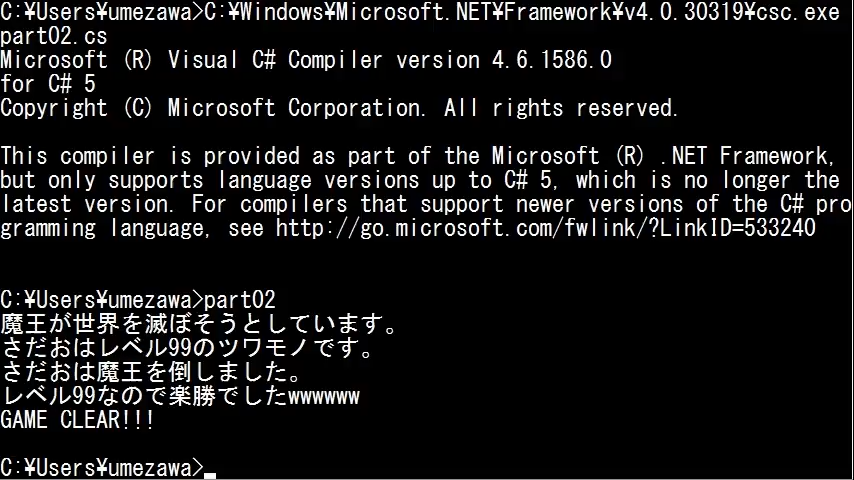 C:¥Users¥umezawa>C:¥Windows¥Microsoft.NET¥Framework¥v4.0.30319¥csc.exe
part02.cs
Microsoft (R) Visual C# Compiler version 4.6.1586.0
for C# 5
Copyright (C) Microsoft Corporation. All rights reserved.
This compiler is provided as part of the Microsoft (R) .NET Framework,
but only supports language versions up to C# 5, which is no longer the
latest version. For compilers that support newer versions of the C# pro
gramming language, see http://go.microsoft.com/fwlink/?LinkID=533240
C:¥Users¥umezawa>part02
魔王が世界を滅ぼそうとしています。
さだおはレベル99のツワモノです。
さだおは魔王を倒しました。
レベル99なので楽勝でしたwwwwww
GAME CLEAR!!!
C:¥Users¥umezawa>